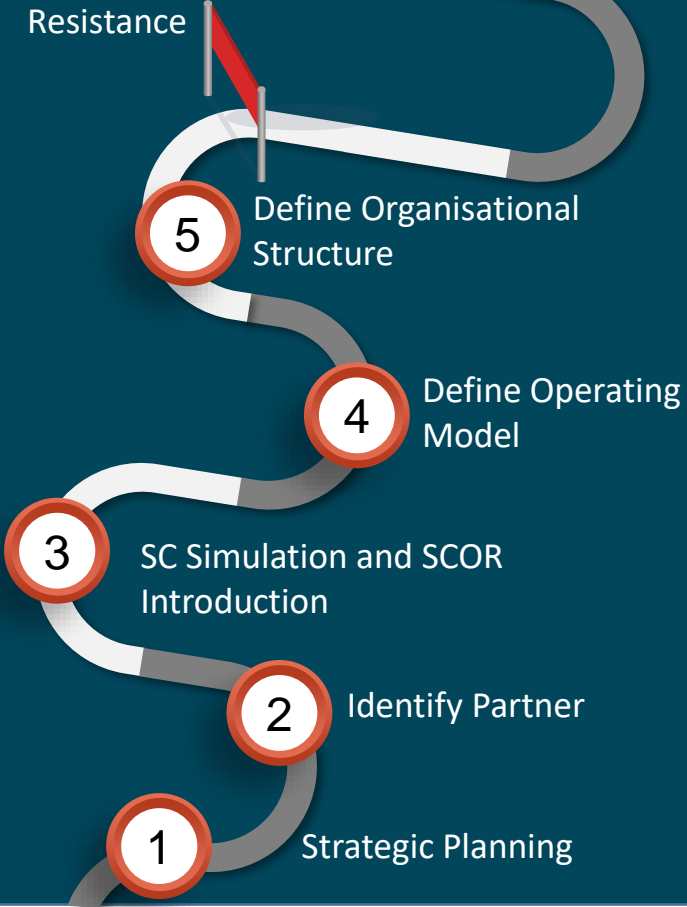 Resistance
5
Define Organisational
Structure
4
Define Operating
Model
3
SC Simulation and SCOR
Introduction
2
Identify Partner
1
Strategic Planning